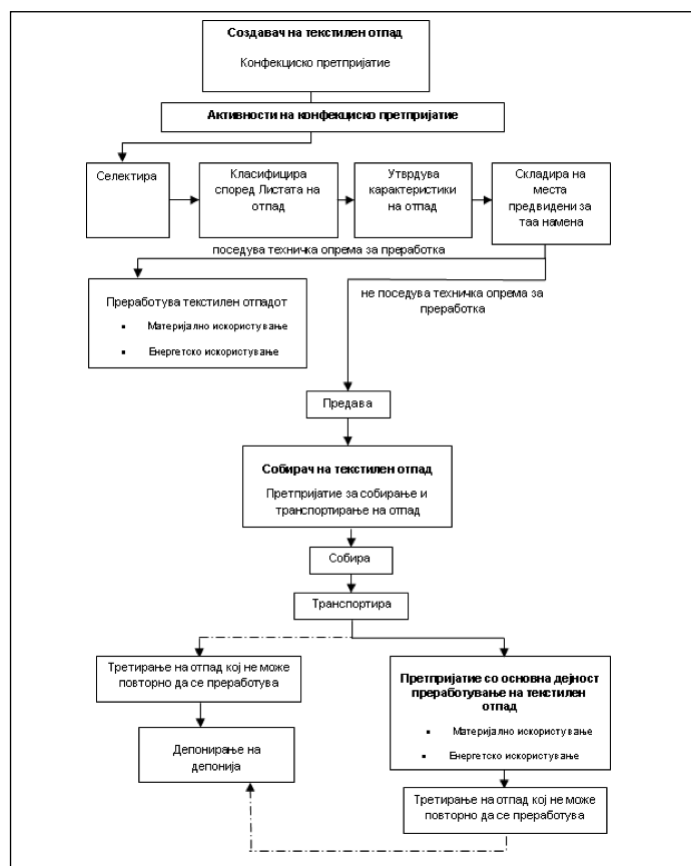 Создавач на текстилен отпад
Конфекциско претпријатие
Активности на конфекциско претпријатие
Селектира
Класифицира
според Листата на
отпад
Утврдува
карактеристики
на отпад
Складира на
места
предвидени за
таа намена
поседува техничка опрема за преработка
Преработува текстилен отпадот
Материјално искористување
Енергетско искористување
не поседува техничка опрема за
преработка
Предава
Собирач на текстилен отпад
Претпријатие за собирање и
транспортирање на отпад
Собира
Транспортира
Третирање на отпад кој не може
повторно да се преработува
Депонирање на
депонија
Претпријатие со основна дејност
преработување на текстилен
отпад
Материјално искористување
Енергетско искористување
Третирање на отпад кој не може
повторно да се преработува